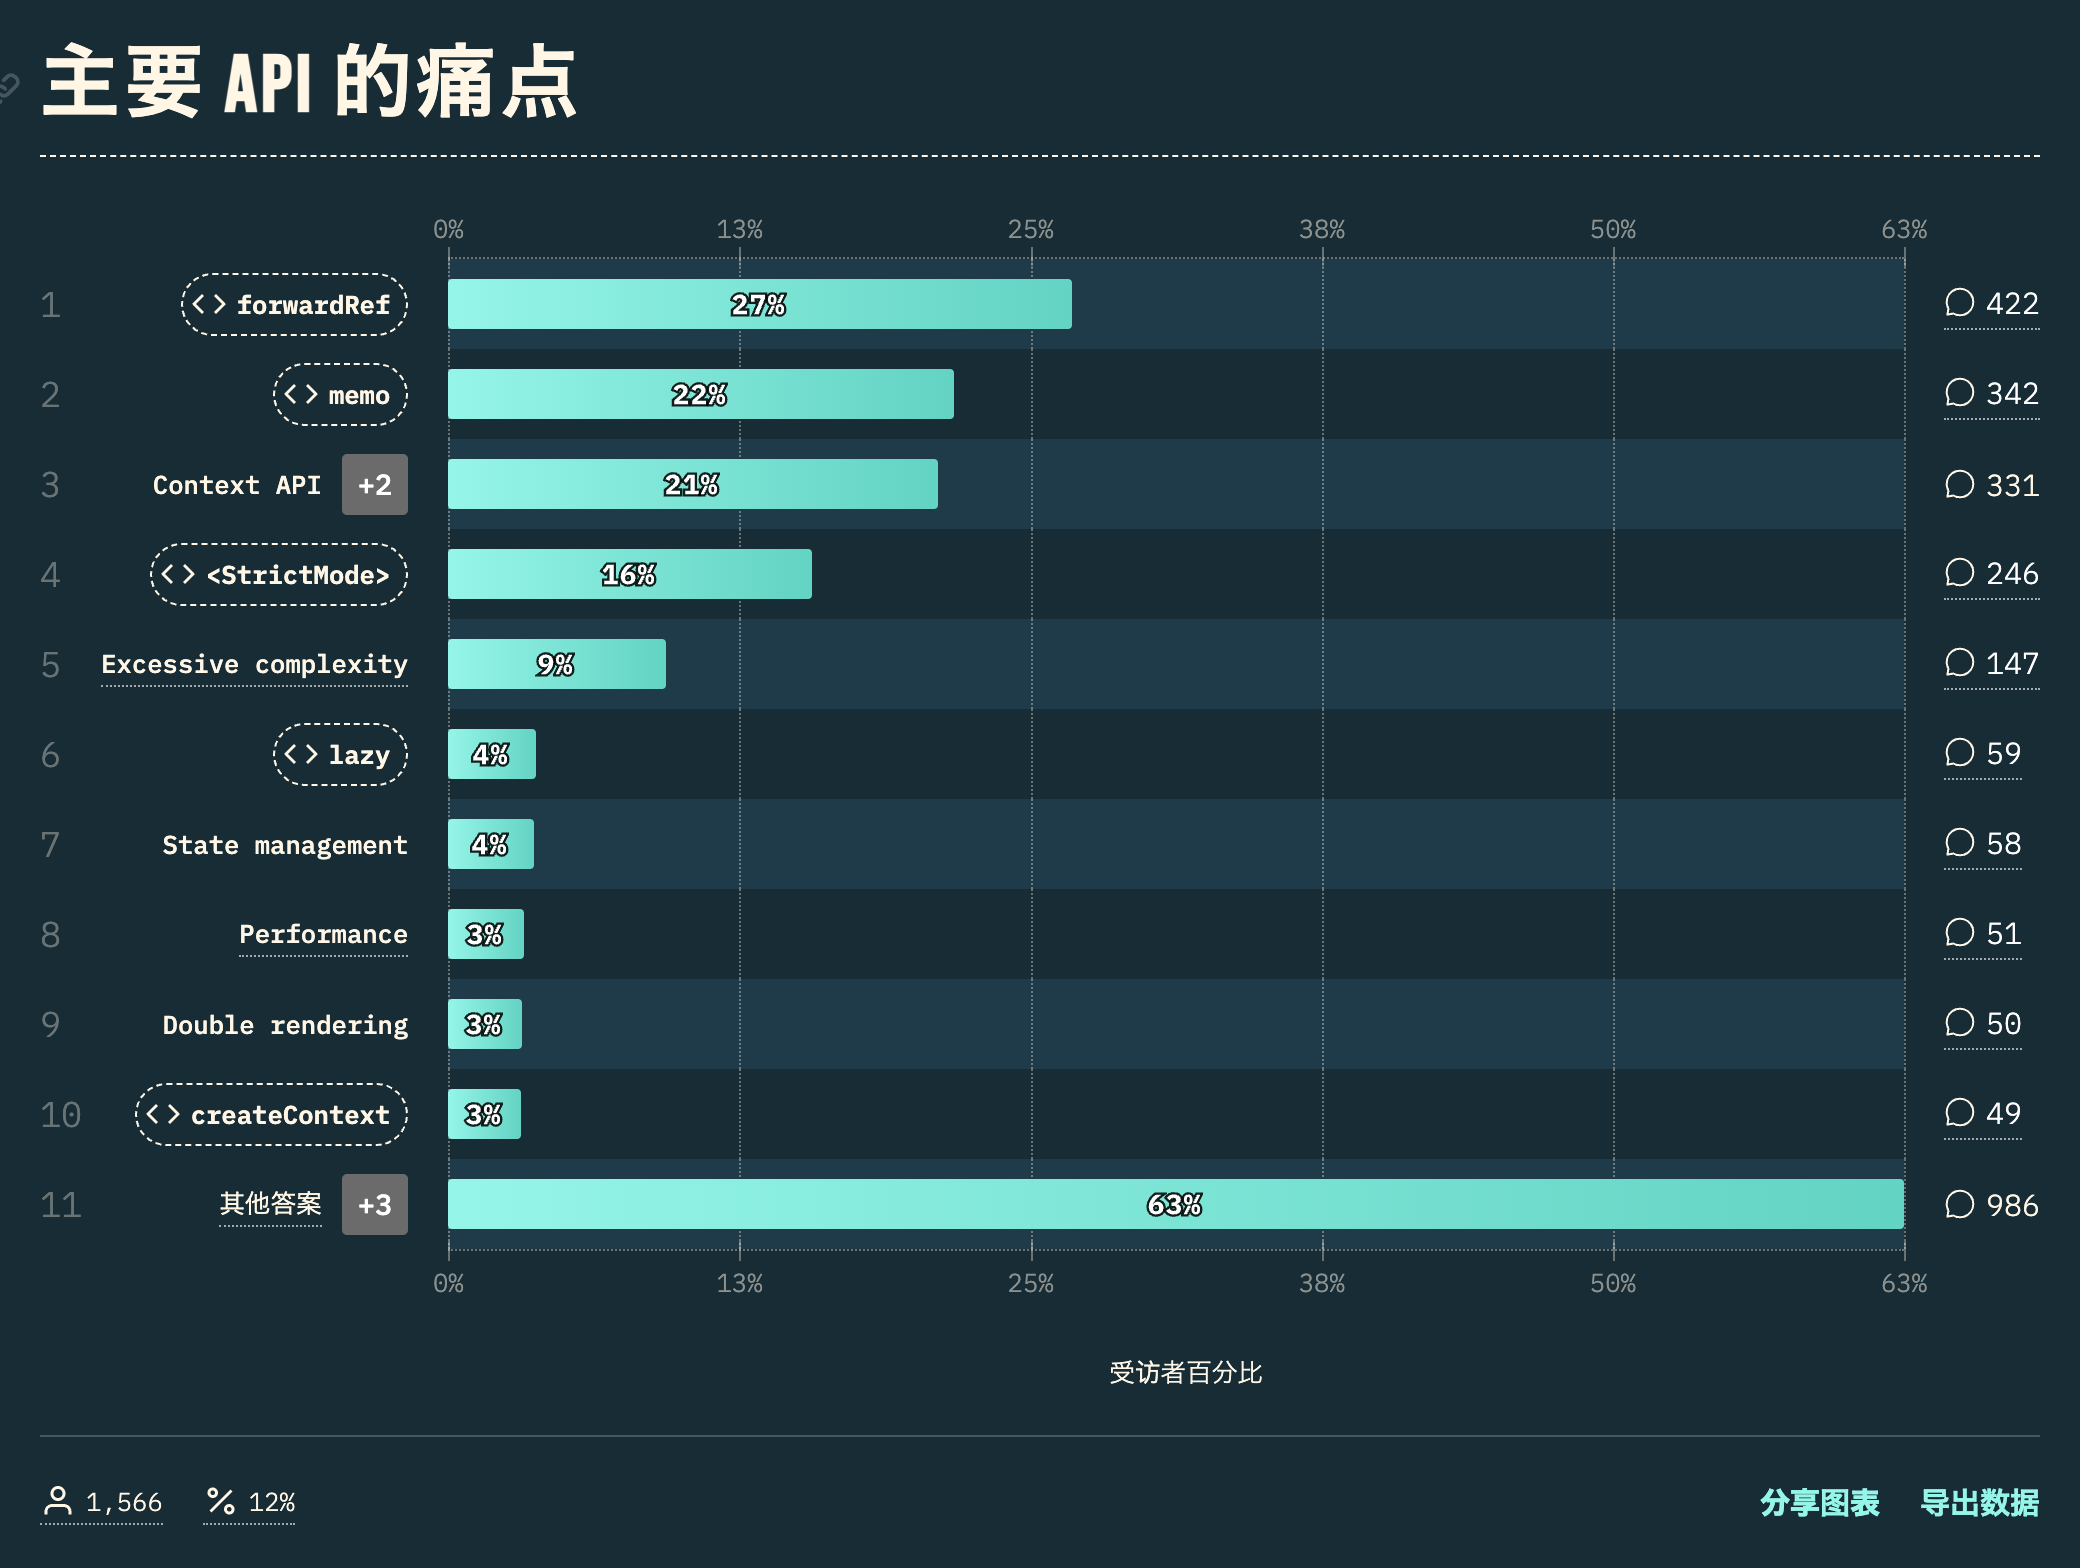 主要 API 的痛点
0% 13% 25% 38% 50% 63%
1 <> forwardRef 27% 422
2 <> memo 22% 342
3 Context API +2 21% 331
4 <> <StrictMode> 16% 246
5 Excessive complexity 9% 147
6 <> lazy 4% 59
7 State management 4% 58
8 Performance 3% 51
9 Double rendering 3% 50
10 <> createContext 3% 49
11 其他答案 +3 63% 986
0% 13% 25% 38% 50% 63%
受访者百分比
1,566 % 12% 分享图表 导出数据